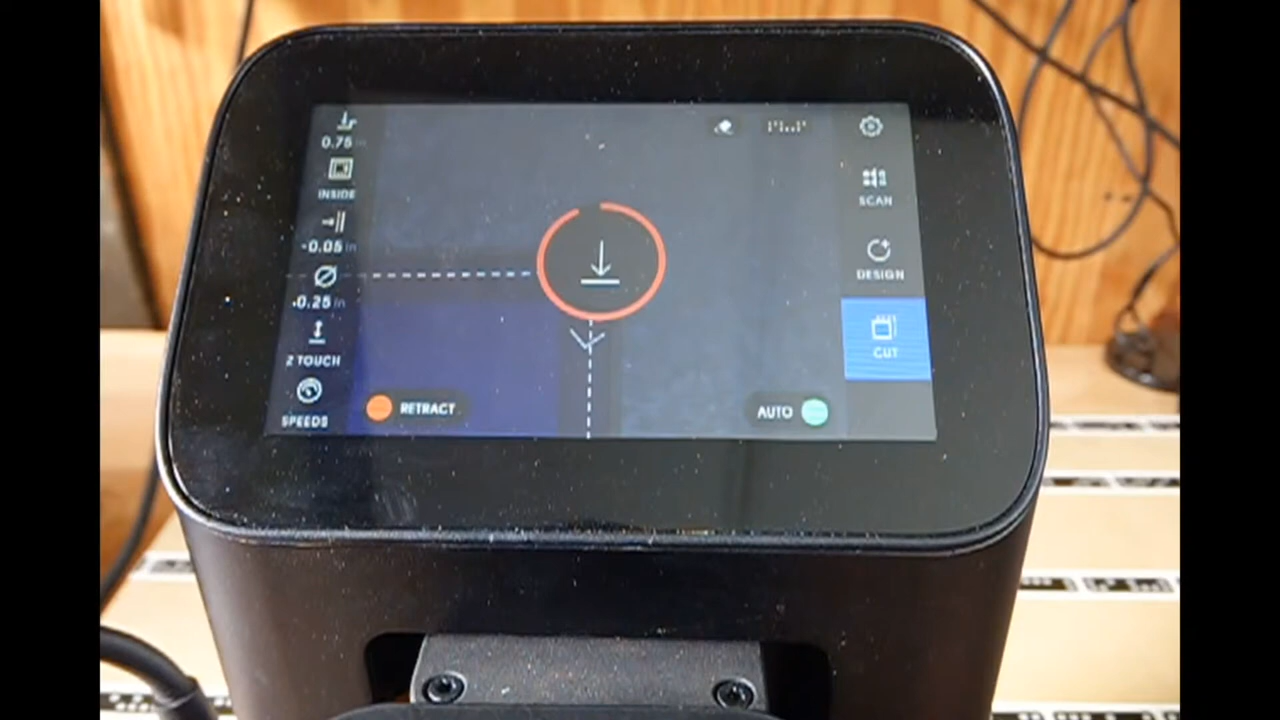 0.75 in
INSIDE
-0.05 in
-0.25 in
Z TOUCH
SPEEDS
RETRACT
AUTO
SCAN
DESIGN
CUT